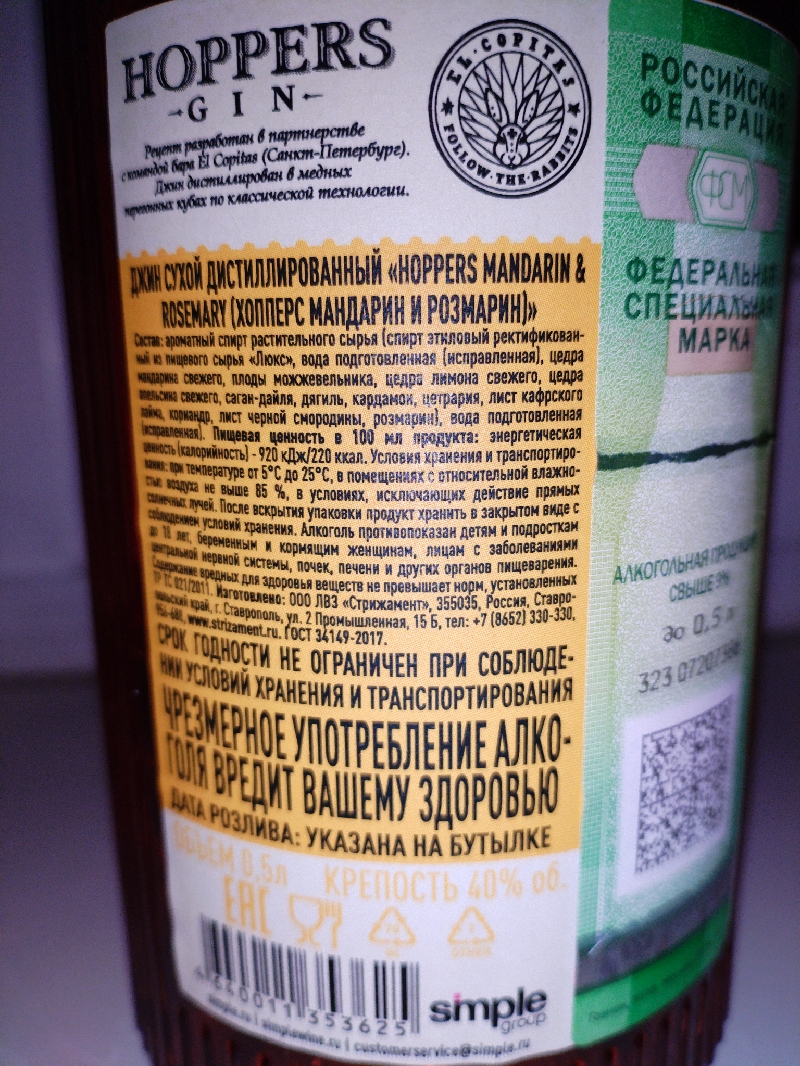 HOPPERS
GIN
Рецепт разработан в партнерстве
с командой бара El Copitas (Санкт-Петербург).
Джин дистиллирован в медных
перегонных кубах по классической технологии.
EL·COPITAS
FOLLOW·THE·RABBITS
ДЖИН СУХОЙ ДИСТИЛЛИРОВАННЫЙ «HOPPERS MANDARIN &
ROSEMARY (ХОППЕРС МАНДАРИН И РОЗМАРИН)»
Состав: ароматный спирт растительного сырья (спирт этиловый ректификован-
ный из пищевого сырья «Люкс», вода подготовленная (исправленная), цедра
мандарина свежего, плоды можжевельника, цедра лимона свежего, цедра
апельсина свежего, саган-дайля, дягиль, кардамон, цетрария, лист кафрского
лайма, кориандр, лист черной смородины, розмарин), вода подготовленная
(исправленная). Пищевая ценность в 100 мл продукта: энергетическая
ценность (калорийность) - 920 кДж/220 ккал. Условия хранения и транспортиро-
вания: при температуре от 5°С до 25°С, в помещениях с относительной влажно-
стью воздуха не выше 85 %, в условиях, исключающих действие прямых
солнечных лучей. После вскрытия упаковки продукт хранить в закрытом виде с
соблюдением условий хранения. Алкоголь противопоказан детям и подросткам
до 18 лет, беременным и кормящим женщинам, лицам с заболеваниями
центральной нервной системы, почек, печени и других органов пищеварения.
Содержание вредных для здоровья веществ не превышает норм, установленных
ТР ТС 021/2011. Изготовлено: ООО ЛВЗ «Стрижамент», 355035, Россия, Ставро-
польский край, г. Ставрополь, ул. 2 Промышленная, 15 Б, тел: +7 (8652) 330-330,
956-681, www.strizament.ru. ГОСТ 34149-2017.
СРОК ГОДНОСТИ НЕ ОГРАНИЧЕН ПРИ СОБЛЮДЕ-
НИИ УСЛОВИЙ ХРАНЕНИЯ И ТРАНСПОРТИРОВАНИЯ
ЧРЕЗМЕРНОЕ УПОТРЕБЛЕНИЕ АЛКО-
ГОЛЯ ВРЕДИТ ВАШЕМУ ЗДОРОВЬЮ
ДАТА РОЗЛИВА: УКАЗАНА НА БУТЫЛКЕ
ОБЪЕМ 0,5л КРЕПОСТЬ 40% об.
EAC
4 640011 353625
simple
group
simple.ru | simplewine.ru | customerservice@simple.ru
РОССИЙСКАЯ
ФЕДЕРАЦИЯ
ФСМ
ФЕДЕРАЛЬНАЯ
СПЕЦИАЛЬНАЯ
МАРКА
АЛКОГОЛЬНАЯ ПРОДУКЦИЯ
СВЫШЕ 9%
до 0,5 л